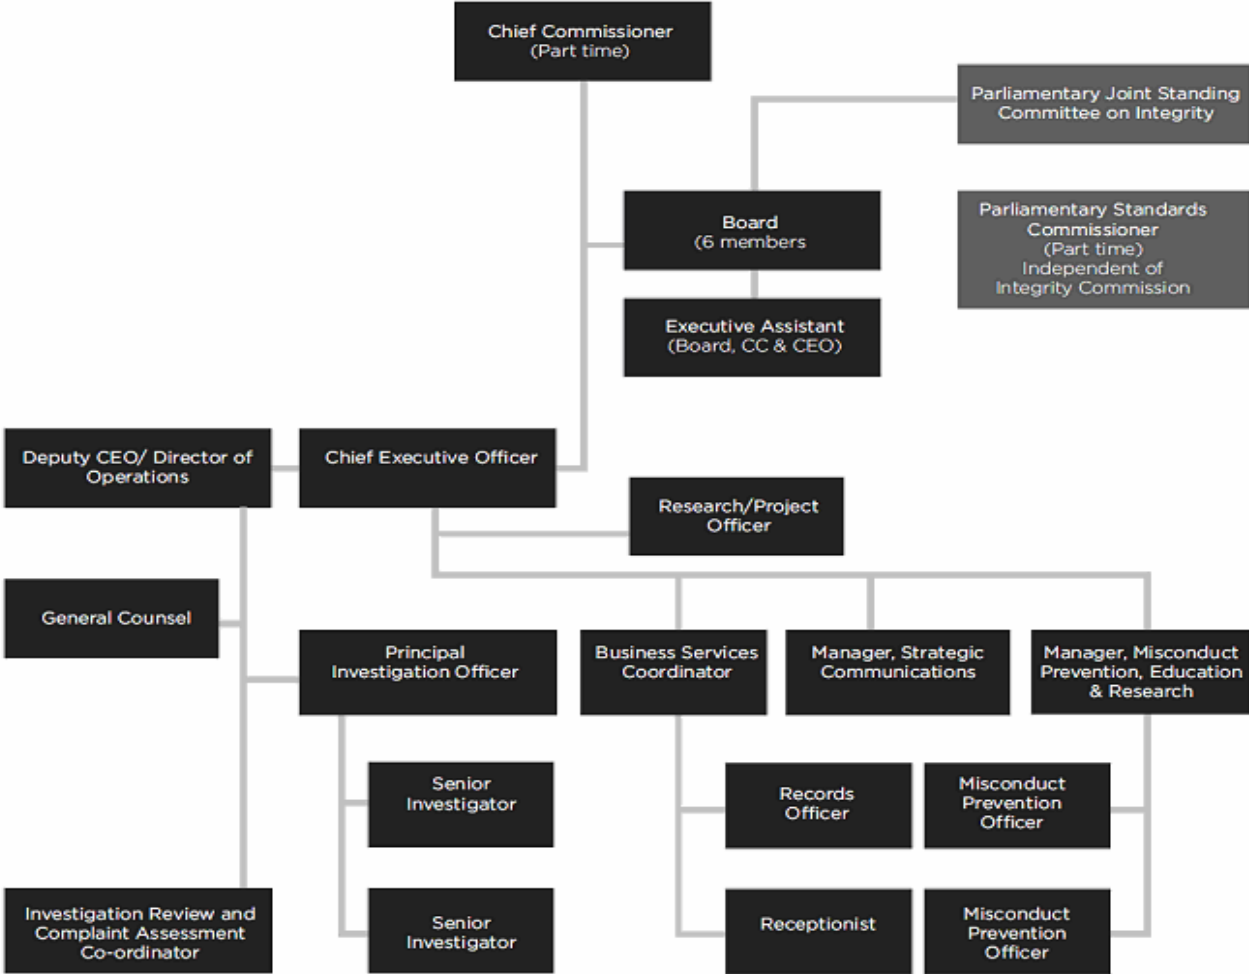 Chief Commissioner
(Part time)
Parliamentary Joint Standing
Committee on Integrity
Board
(6 members
Parliamentary Standards
Commissioner
(Part time)
Independent of
Integrity Commission
Executive Assistant
(Board, CC & CEO)
Deputy CEO/ Director of
Operations
Chief Executive Officer
Research/Project
Officer
General Counsel
Principal
Investigation Officer
Business Services
Coordinator
Manager, Strategic
Communications
Manager, Misconduct
Prevention, Education
& Research
Senior
Investigator
Records
Officer
Misconduct
Prevention
Officer
Investigation Review and
Complaint Assessment
Co-ordinator
Senior
Investigator
Receptionist
Misconduct
Prevention
Officer